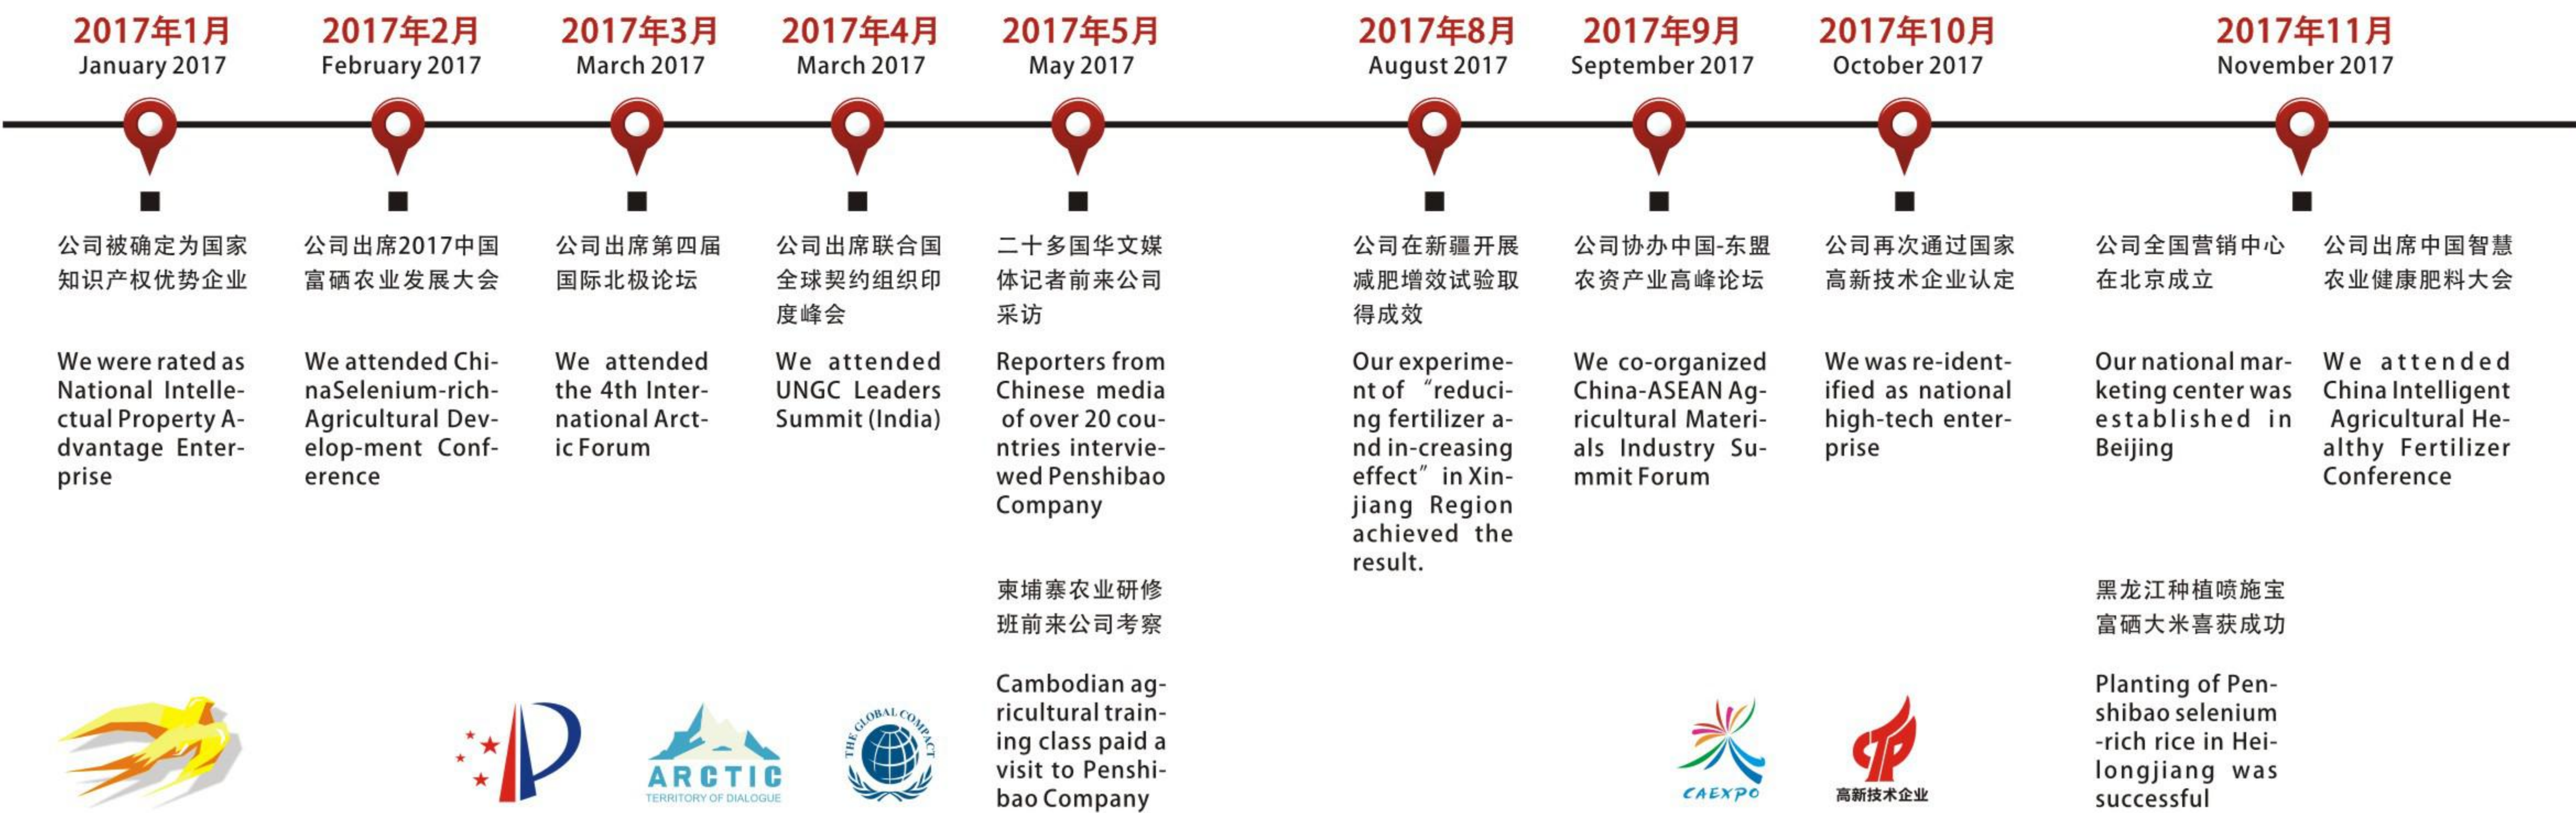 2017年1月
January 2017
公司被确定为国家
知识产权优势企业
We were rated as
National Intelle-
ctual Property A-
dvantage Enter-
prise
2017年2月
February 2017
公司出席2017中国
富硒农业发展大会
We attended Chi-
naSelenium-rich-
Agricultural Dev-
elop-ment Conf-
erence
2017年3月
March 2017
公司出席第四届
国际北极论坛
We attended
the 4th Inter-
national Arct-
ic Forum
ARCTIC
TERRITORY OF DIALOGUE
2017年4月
March 2017
公司出席联合国
全球契约组织印
度峰会
We attended
UNGC Leaders
Summit (India)
THE GLOBAL COMPACT
2017年5月
May 2017
二十多国华文媒
体记者前来公司
采访
Reporters from
Chinese media
of over 20 cou-
ntries intervie-
wed Penshibao
Company
柬埔寨农业研修
班前来公司考察
Cambodian ag-
ricultural train-
ing class paid a
visit to Penshi-
bao Company
2017年8月
August 2017
公司在新疆开展
减肥增效试验取
得成效
Our experime-
nt of “reduci-
ng fertilizer a-
nd in-creasing
effect” in Xin-
jiang Region
achieved the
result.
2017年9月
September 2017
公司协办中国-东盟
农资产业高峰论坛
We co-organized
China-ASEAN Ag-
ricultural Materi-
als Industry Su-
mmit Forum
CAEXPO
2017年10月
October 2017
公司再次通过国家
高新技术企业认定
We was re-ident-
ified as national
high-tech enter-
prise
高新技术企业
2017年11月
November 2017
公司全国营销中心
在北京成立
Our national mar-
keting center was
established in
Beijing
黑龙江种植喷施宝
富硒大米喜获成功
Planting of Pen-
shibao selenium
-rich rice in Hei-
longjiang was
successful
公司出席中国智慧
农业健康肥料大会
We attended
China Intelligent
Agricultural He-
althy Fertilizer
Conference